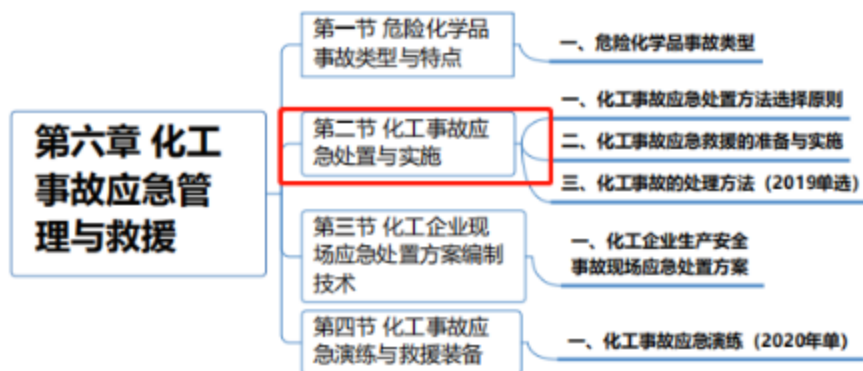 第六章 化工
事故应急管
理与救援
第一节 危险化学品
事故类型与特点
一、危险化学品事故类型
第二节 化工事故应
急处置与实施
一、化工事故应急处置方法选择原则
二、化工事故应急救援的准备与实施
三、化工事故的处理方法（2019单选）
第三节 化工企业现
场应急处置方案编制
技术
一、化工企业生产安全
事故现场应急处置方案
第四节 化工事故应
急演练与救援装备
一、化工事故应急演练（2020年单）